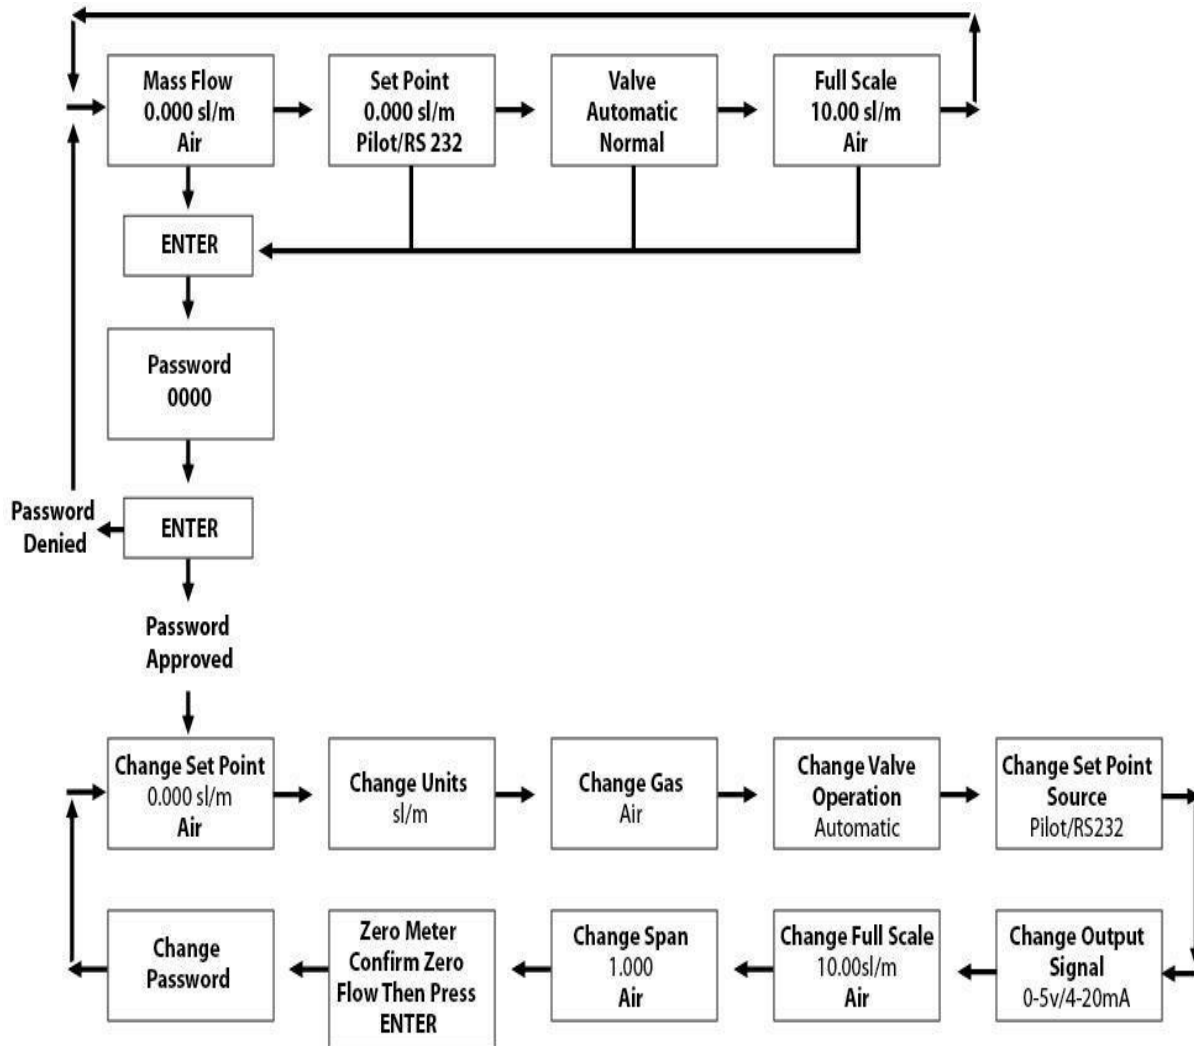 Mass Flow
0.000 sl/m
Air
Set Point
0.000 sl/m
Pilot/RS 232
Valve
Automatic
Normal
Full Scale
10.00 sl/m
Air
ENTER
Password
0000
Password
Denied
ENTER
Password
Approved
Change Set Point
0.000 sl/m
Air
Change Units
sl/m
Change Gas
Air
Change Valve
Operation
Automatic
Change Set Point
Source
Pilot/RS232
Change
Password
Zero Meter
Confirm Zero
Flow Then Press
ENTER
Change Span
1.000
Air
Change Full Scale
10.00sl/m
Air
Change Output
Signal
0-5v/4-20mA